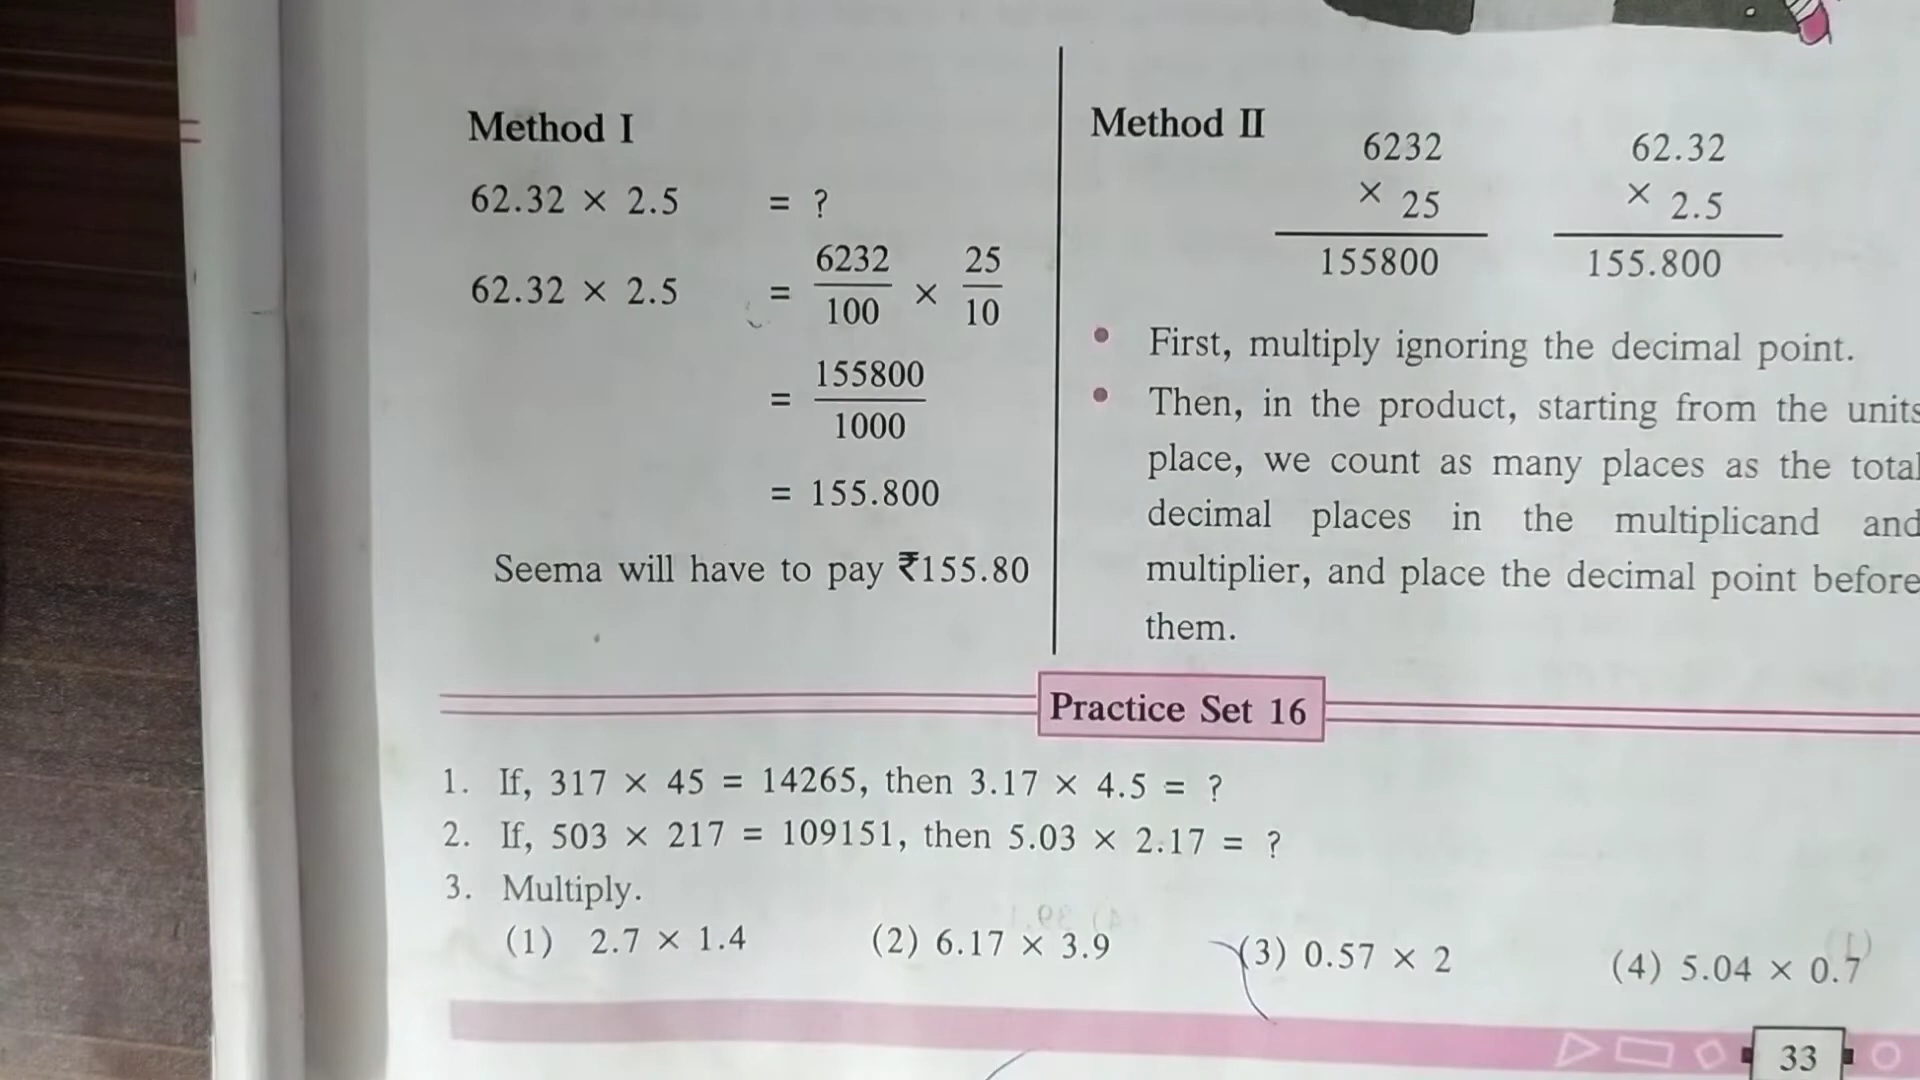 Method I
62.32 × 2.5 = ?
62.32 × 2.5 = 6232/100 × 25/10
= 155800/1000
= 155.800
Seema will have to pay ₹155.80
Method II
6232
× 25
155800
62.32
× 2.5
155.800
• First, multiply ignoring the decimal point.
• Then, in the product, starting from the units
place, we count as many places as the total
decimal places in the multiplicand and
multiplier, and place the decimal point before
them.
Practice Set 16
1. If, 317 × 45 = 14265, then 3.17 × 4.5 = ?
2. If, 503 × 217 = 109151, then 5.03 × 2.17 = ?
3. Multiply.
(1) 2.7 × 1.4 (2) 6.17 × 3.9 (3) 0.57 × 2 (4) 5.04 × 0.7
33